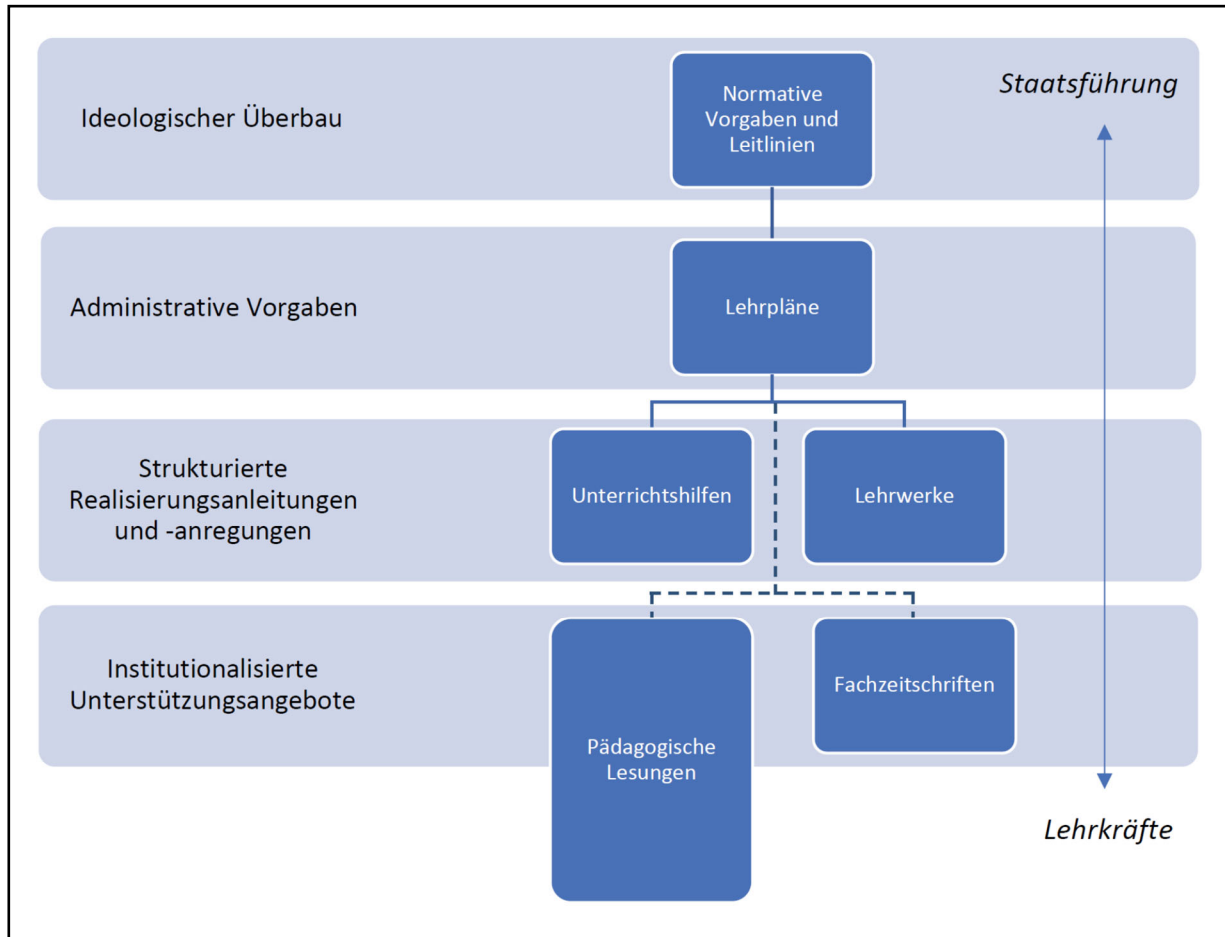 Ideologischer Überbau
Normative
Vorgaben und
Leitlinien
Staatsführung
Administrative Vorgaben
Lehrpläne
Strukturierte
Realisierungsanleitungen
und -anregungen
Unterrichtshilfen
Lehrwerke
Institutionalisierte
Unterstützungsangebote
Pädagogische
Lesungen
Fachzeitschriften
Lehrkräfte